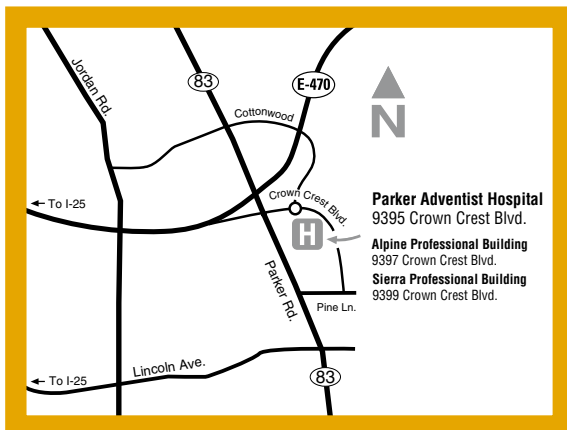 Jordan Rd.
83
E-470
Cottonwood
N
← To I-25
Crown Crest Blvd.
H
Parker Adventist Hospital
9395 Crown Crest Blvd.
Alpine Professional Building
9397 Crown Crest Blvd.
Sierra Professional Building
9399 Crown Crest Blvd.
Parker Rd.
Pine Ln.
Lincoln Ave.
← To I-25
83